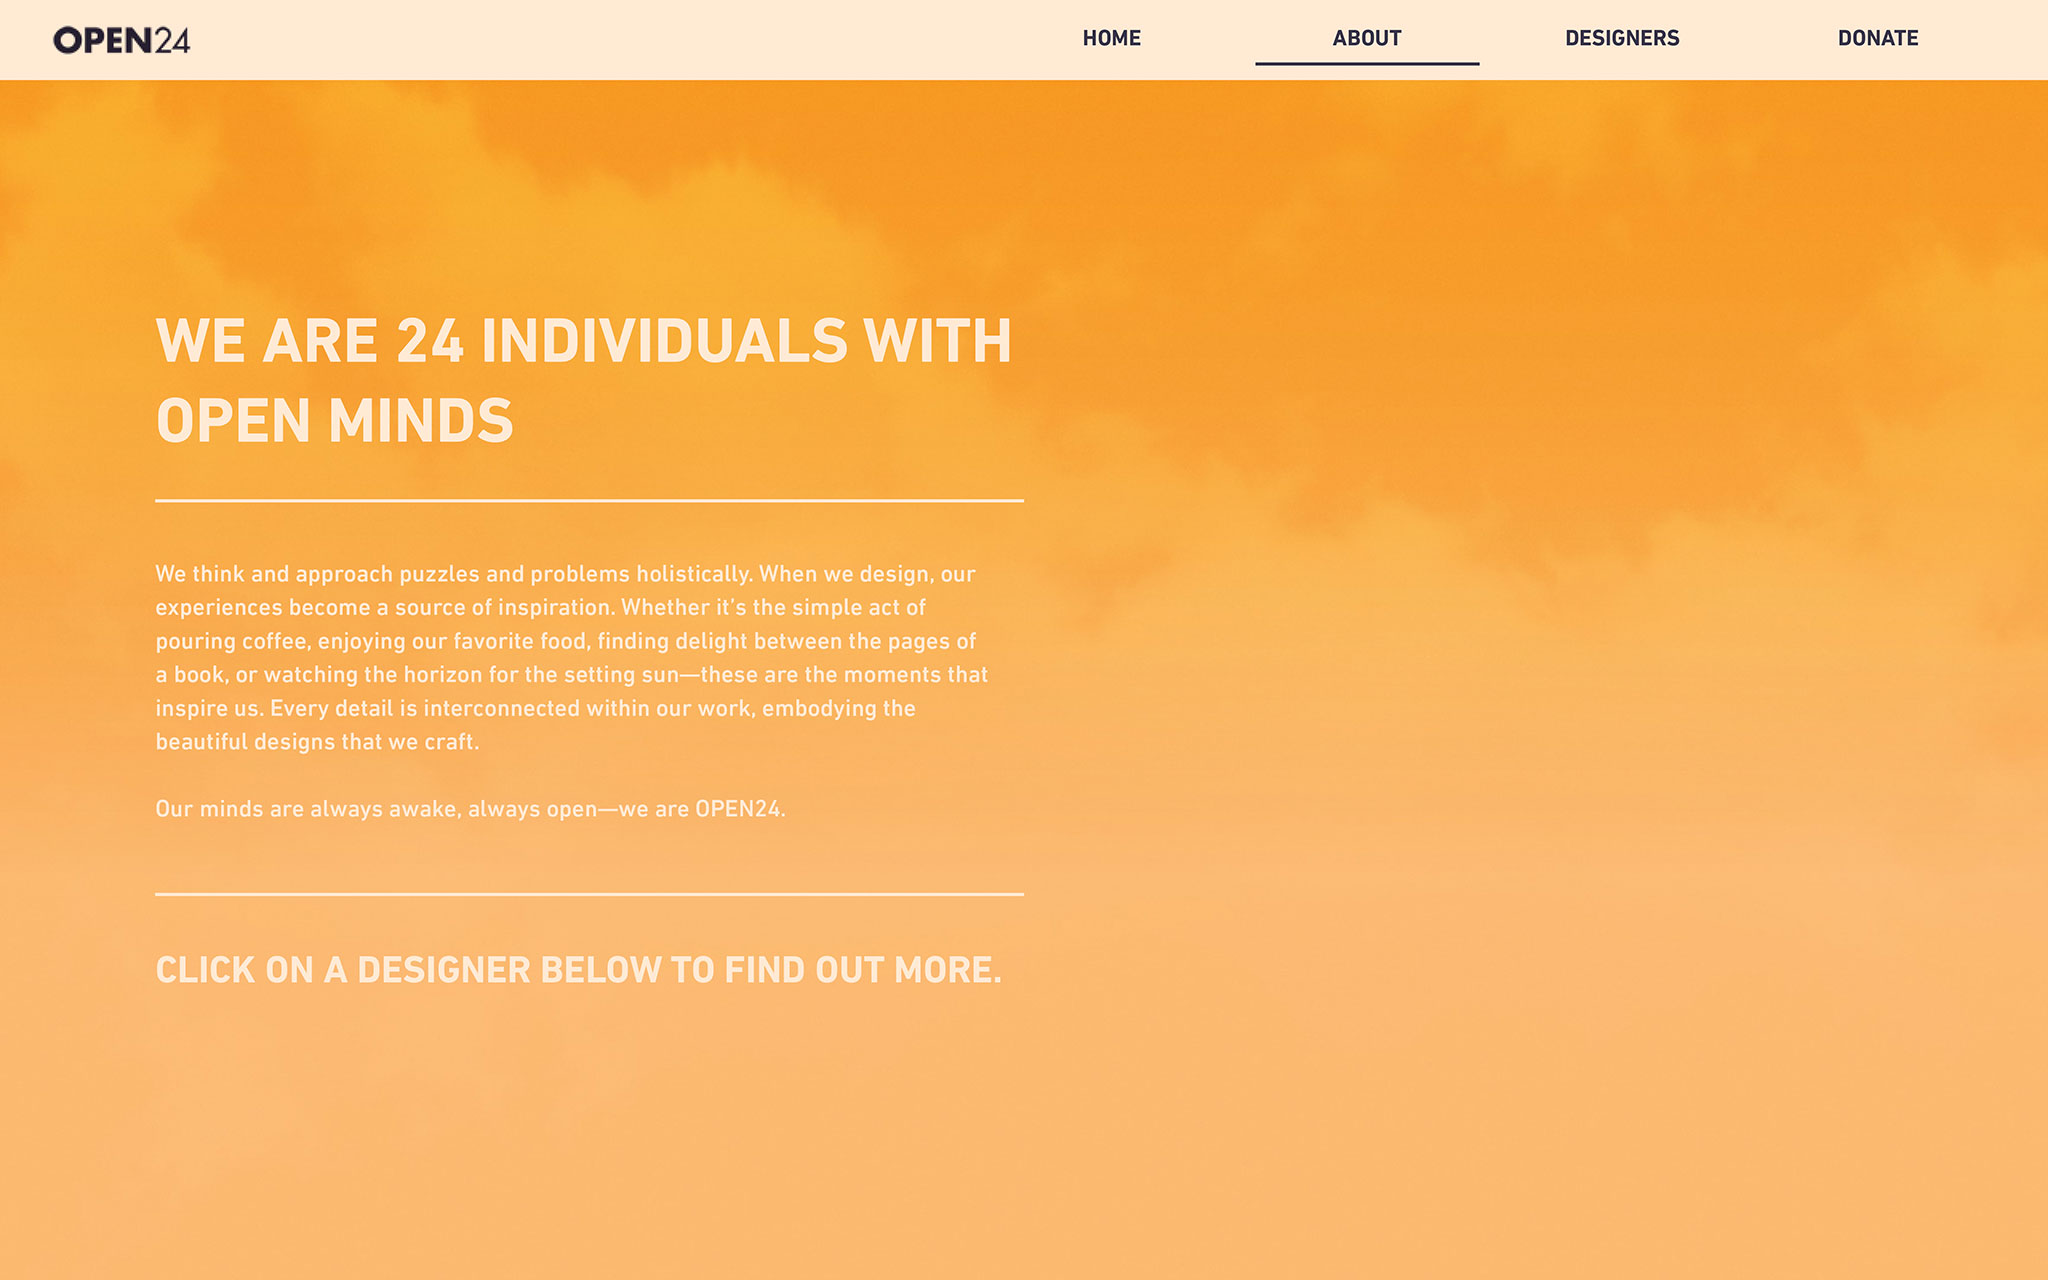 OPEN24
HOME
ABOUT
DESIGNERS
DONATE
WE ARE 24 INDIVIDUALS WITH
OPEN MINDS
We think and approach puzzles and problems holistically. When we design, our
experiences become a source of inspiration. Whether it’s the simple act of
pouring coffee, enjoying our favorite food, finding delight between the pages of
a book, or watching the horizon for the setting sun—these are the moments that
inspire us. Every detail is interconnected within our work, embodying the
beautiful designs that we craft.
Our minds are always awake, always open—we are OPEN24.
CLICK ON A DESIGNER BELOW TO FIND OUT MORE.